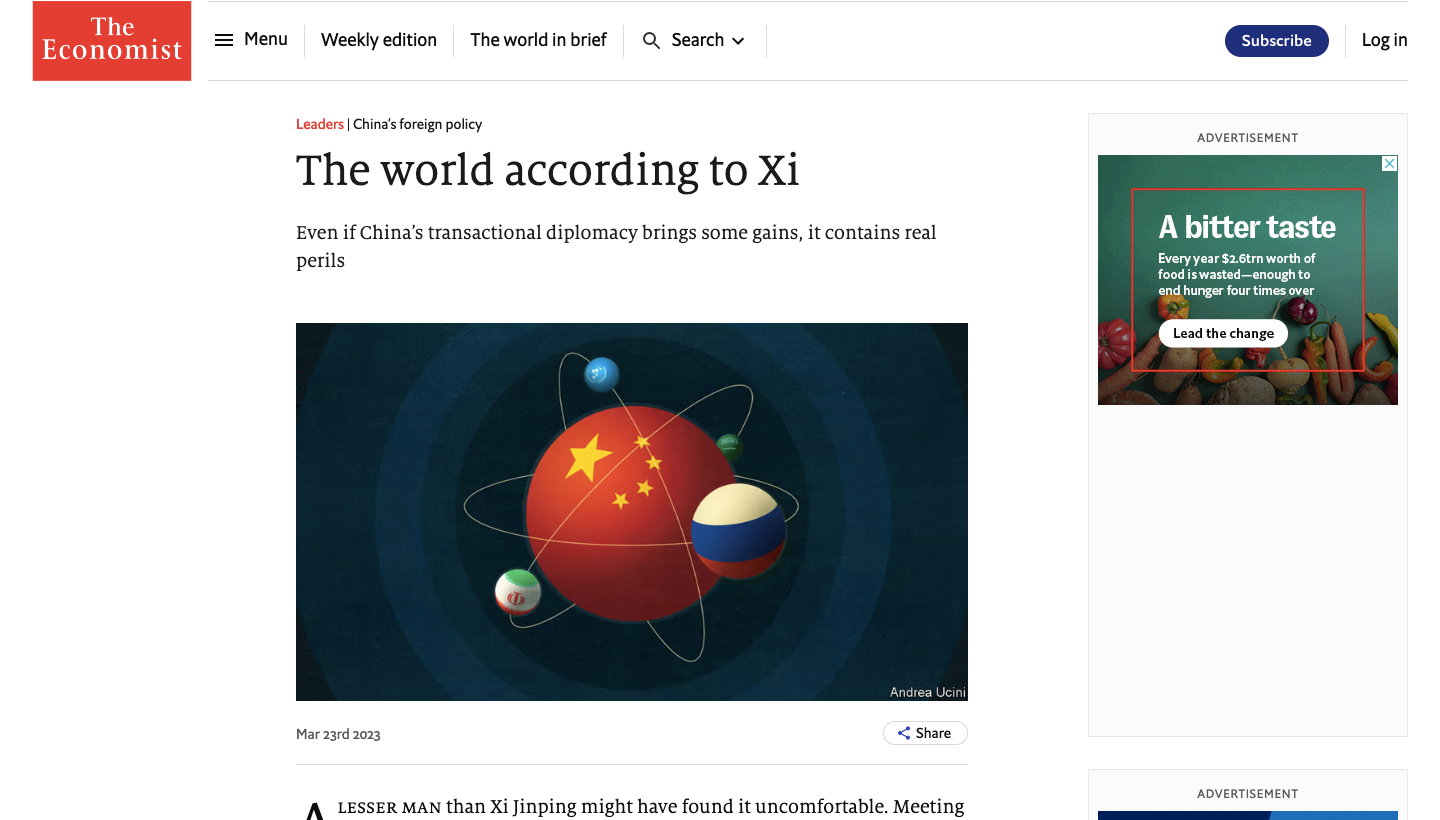 The
Economist
Menu
Weekly edition
The world in brief
Search
Subscribe
Log in
Leaders | China’s foreign policy
The world according to Xi
Even if China’s transactional diplomacy brings some gains, it contains real
perils
Andrea Ucini
Mar 23rd 2023
Share
A LESSER MAN than Xi Jinping might have found it uncomfortable. Meeting
ADVERTISEMENT
A bitter taste
Every year $2.6trn worth of
food is wasted—enough to
end hunger four times over
Lead the change
ADVERTISEMENT